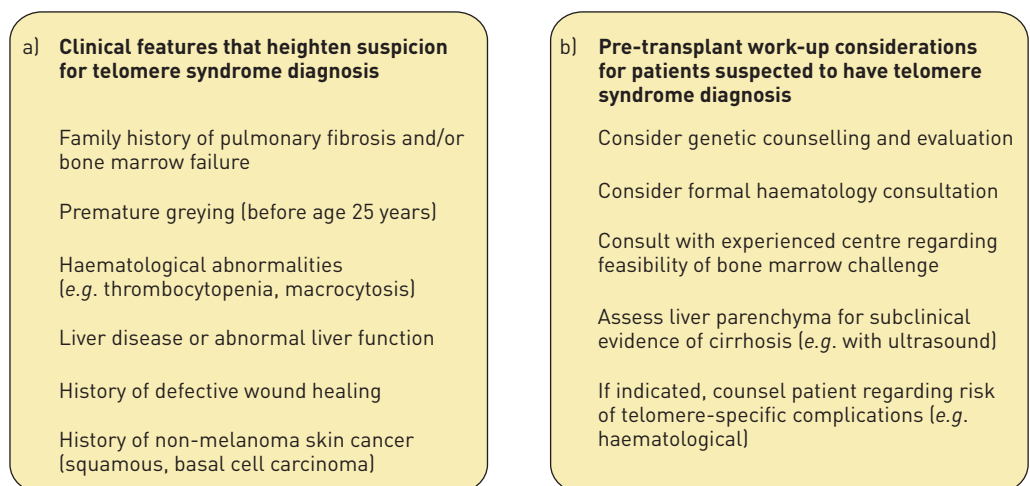 a) Clinical features that heighten suspicion
for telomere syndrome diagnosis
Family history of pulmonary fibrosis and/or
bone marrow failure
Premature greying (before age 25 years)
Haematological abnormalities
(e.g. thrombocytopenia, macrocytosis)
Liver disease or abnormal liver function
History of defective wound healing
History of non-melanoma skin cancer
(squamous, basal cell carcinoma)
b) Pre-transplant work-up considerations
for patients suspected to have telomere
syndrome diagnosis
Consider genetic counselling and evaluation
Consider formal haematology consultation
Consult with experienced centre regarding
feasibility of bone marrow challenge
Assess liver parenchyma for subclinical
evidence of cirrhosis (e.g. with ultrasound)
If indicated, counsel patient regarding risk
of telomere-specific complications (e.g.
haematological)